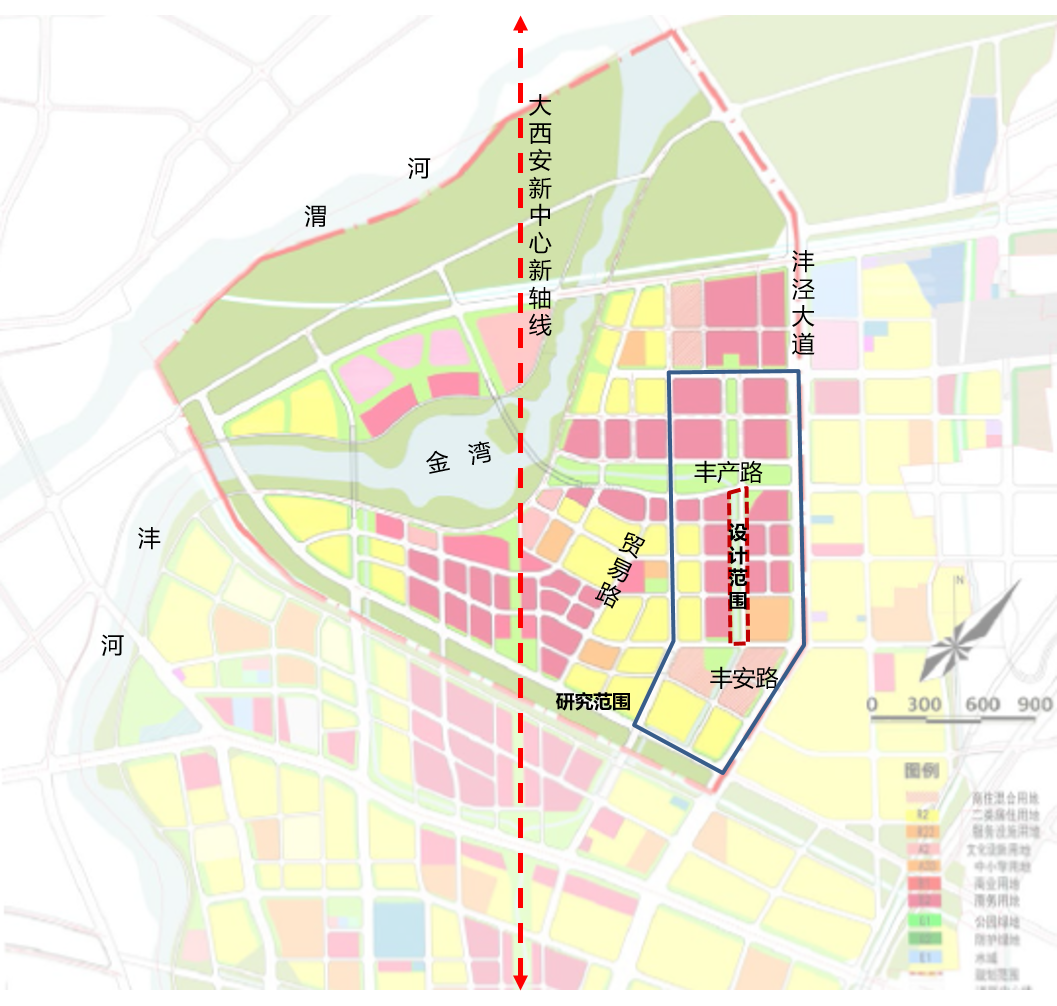 大西安新中心新轴线
河
渭
沣泾大道
金 湾
丰产路
设计范围
贸易路
沣
河
丰安路
研究范围
N
0 300 600 900
图例
商住混合用地
R2 二类居住用地
R22 服务设施用地
A2 文化设施用地
中小学用地
商业用地
商务用地
G1 公园绿地
防护绿地
E1 水域
规划范围